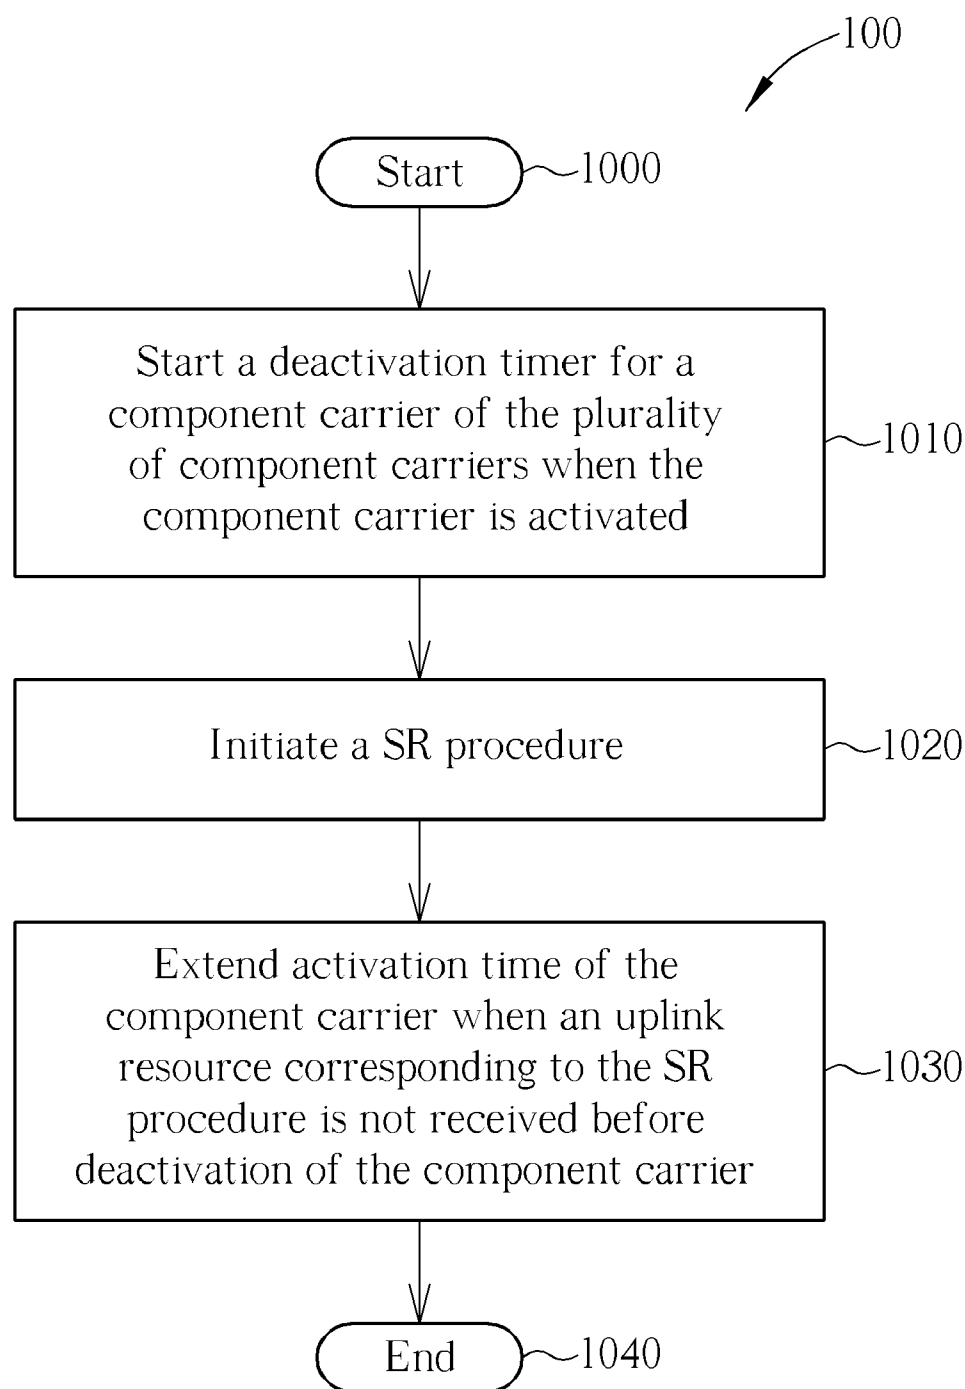 100
Start
1000
Start a deactivation timer for a
component carrier of the plurality
of component carriers when the
component carrier is activated
1010
Initiate a SR procedure
1020
Extend activation time of the
component carrier when an uplink
resource corresponding to the SR
procedure is not received before
deactivation of the component carrier
1030
End
1040